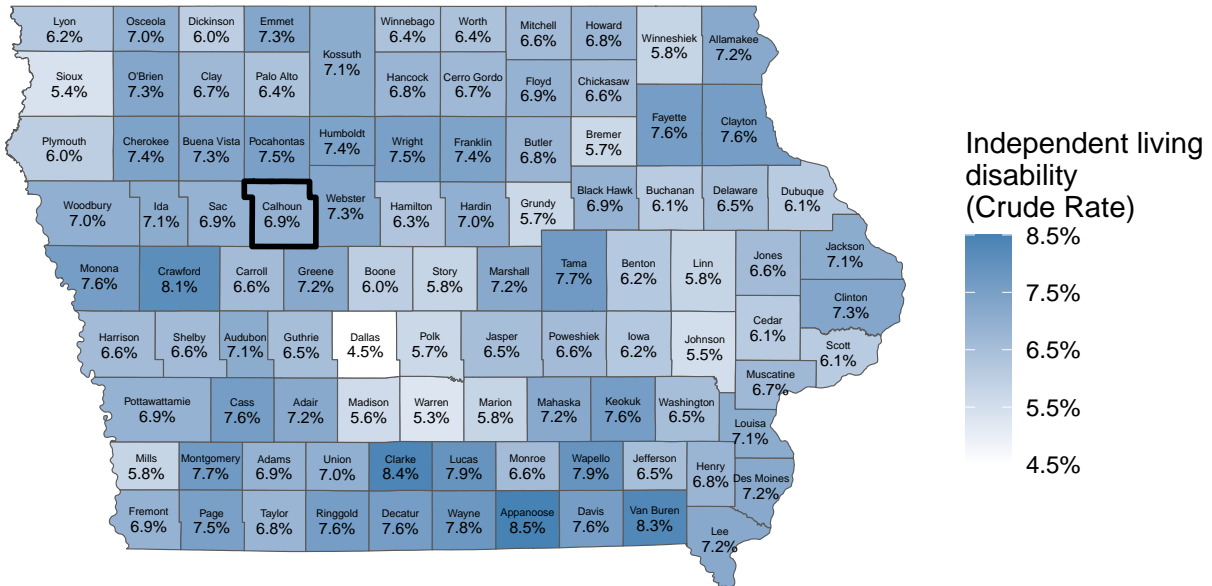 Lyon
6.2%
Osceola
7.0%
Dickinson
6.0%
Emmet
7.3%
Kossuth
7.1%
Winnebago
6.4%
Worth
6.4%
Mitchell
6.6%
Howard
6.8%
Winneshiek
5.8%
Allamakee
7.2%
Sioux
5.4%
O'Brien
7.3%
Clay
6.7%
Palo Alto
6.4%
Hancock
6.8%
Cerro Gordo
6.7%
Floyd
6.9%
Chickasaw
6.6%
Fayette
7.6%
Clayton
7.6%
Plymouth
6.0%
Cherokee
7.4%
Buena Vista
7.3%
Pocahontas
7.5%
Humboldt
7.4%
Wright
7.5%
Franklin
7.4%
Butler
6.8%
Bremer
5.7%
Woodbury
7.0%
Ida
7.1%
Sac
6.9%
Calhoun
6.9%
Webster
7.3%
Hamilton
6.3%
Hardin
7.0%
Grundy
5.7%
Black Hawk
6.9%
Buchanan
6.1%
Delaware
6.5%
Dubuque
6.1%
Monona
7.6%
Crawford
8.1%
Carroll
6.6%
Greene
7.2%
Boone
6.0%
Story
5.8%
Marshall
7.2%
Tama
7.7%
Benton
6.2%
Linn
5.8%
Jones
6.6%
Jackson
7.1%
Clinton
7.3%
Harrison
6.6%
Shelby
6.6%
Audubon
7.1%
Guthrie
6.5%
Dallas
4.5%
Polk
5.7%
Jasper
6.5%
Poweshiek
6.6%
Iowa
6.2%
Johnson
5.5%
Cedar
6.1%
Scott
6.1%
Muscatine
6.7%
Pottawattamie
6.9%
Cass
7.6%
Adair
7.2%
Madison
5.6%
Warren
5.3%
Marion
5.8%
Mahaska
7.2%
Keokuk
7.6%
Washington
6.5%
Louisa
7.1%
Mills
5.8%
Montgomery
7.7%
Adams
6.9%
Union
7.0%
Clarke
8.4%
Lucas
7.9%
Monroe
6.6%
Wapello
7.9%
Jefferson
6.5%
Henry
6.8%
Des Moines
7.2%
Fremont
6.9%
Page
7.5%
Taylor
6.8%
Ringgold
7.6%
Decatur
7.6%
Wayne
7.8%
Appanoose
8.5%
Davis
7.6%
Van Buren
8.3%
Lee
7.2%
Independent living
disability
(Crude Rate)
8.5%
7.5%
6.5%
5.5%
4.5%